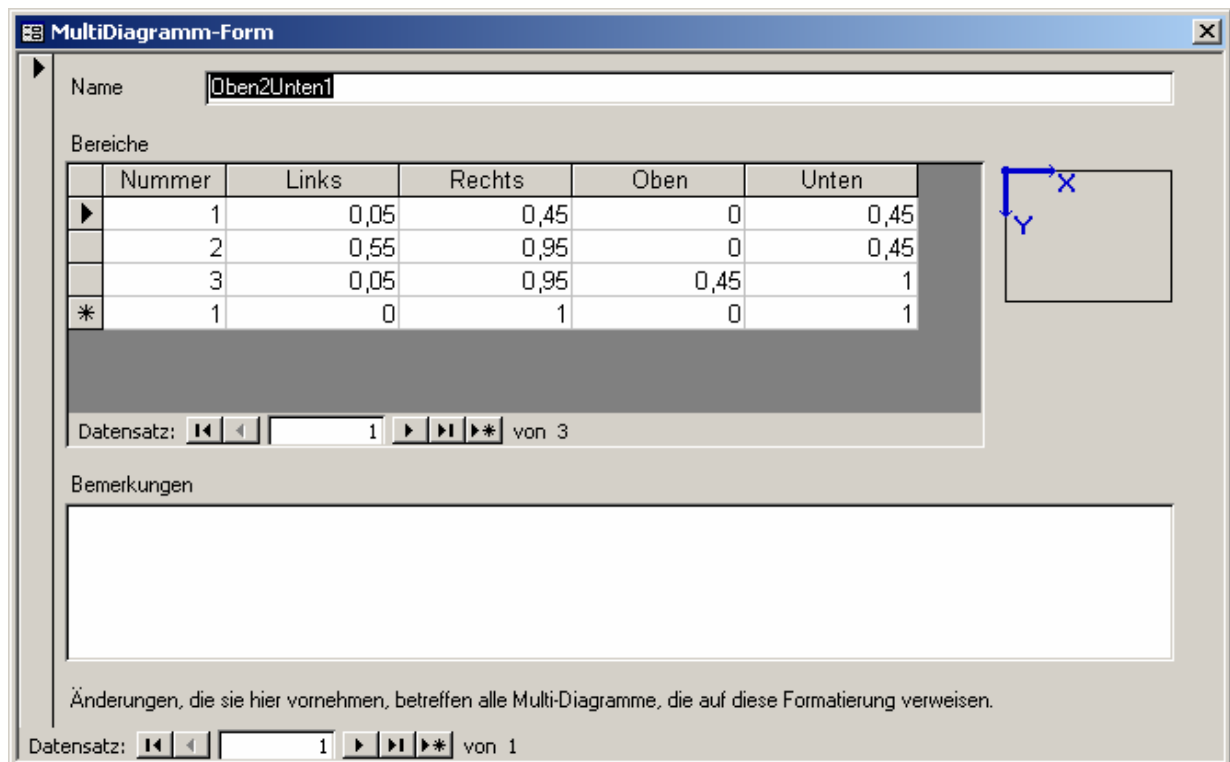 MultiDiagramm-Form
Name Oben2Unten1
Bereiche
Nummer Links Rechts Oben Unten
1 0,05 0,45 0 0,45
2 0,55 0,95 0 0,45
3 0,05 0,95 0,45 1
1 0 1 0 1
X
Y
Datensatz: 1 von 3
Bemerkungen
Änderungen, die sie hier vornehmen, betreffen alle Multi-Diagramme, die auf diese Formatierung verweisen.
Datensatz: 1 von 1